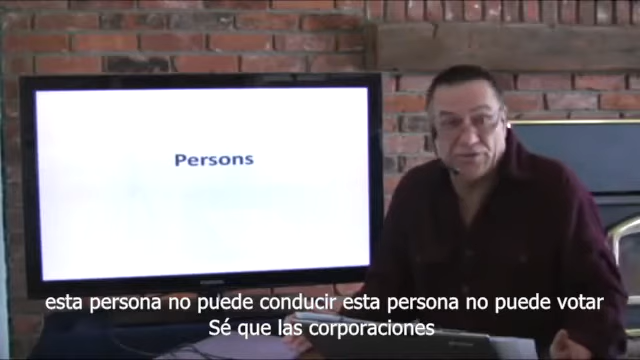 Persons
esta persona no puede conducir esta persona no puede votar
Sé que las corporaciones